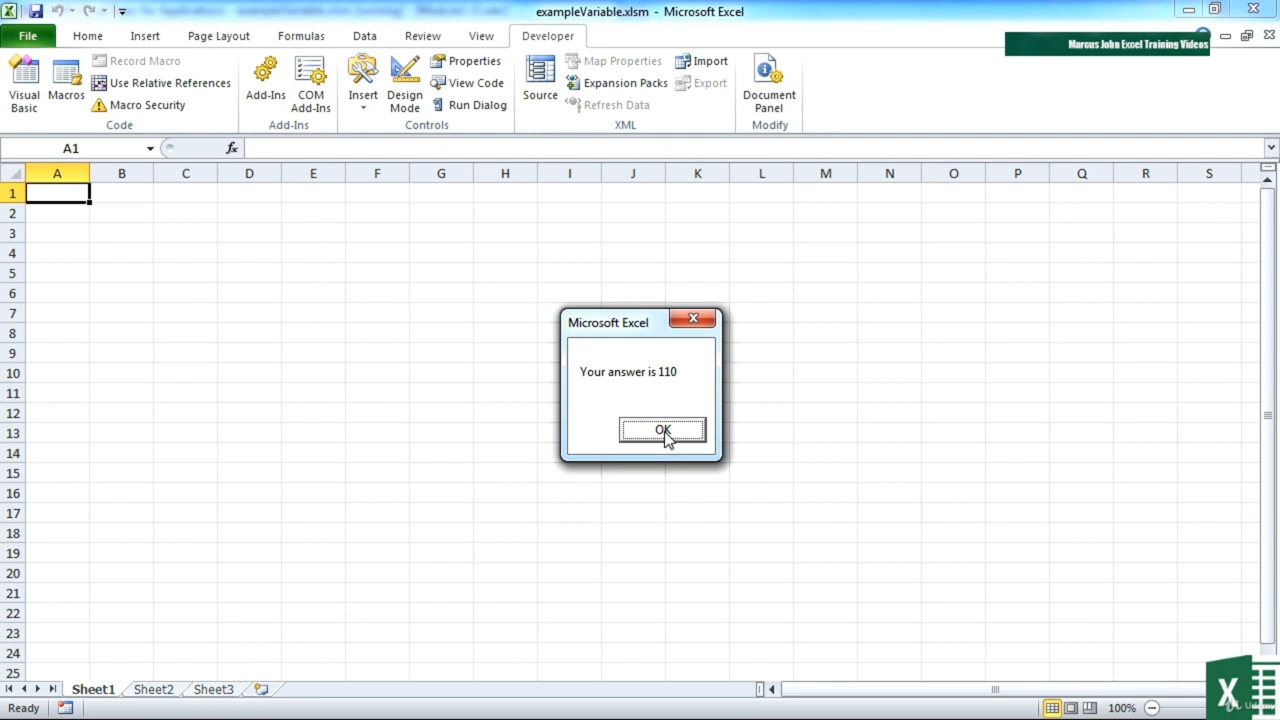 exampleVariable.xlsm - Microsoft Excel
File Home Insert Page Layout Formulas Data Review View Developer
Marcus John Excel Training Videos
Visual Basic
Macros
Record Macro
Use Relative References
Macro Security
Code
Add-Ins
COM Add-Ins
Add-Ins
Insert
Design Mode
Properties
View Code
Run Dialog
Controls
Source
Map Properties
Expansion Packs
Refresh Data
Import
Export
XML
Document Panel
Modify
A1 fx
A B C D E F G H I J K L M N O P Q R S
1
2
3
4
5
6
7
8
9
10
11
12
13
14
15
16
17
18
19
20
21
22
23
24
25
Microsoft Excel
Your answer is 110
OK
Sheet1 Sheet2 Sheet3
Ready 100%
X